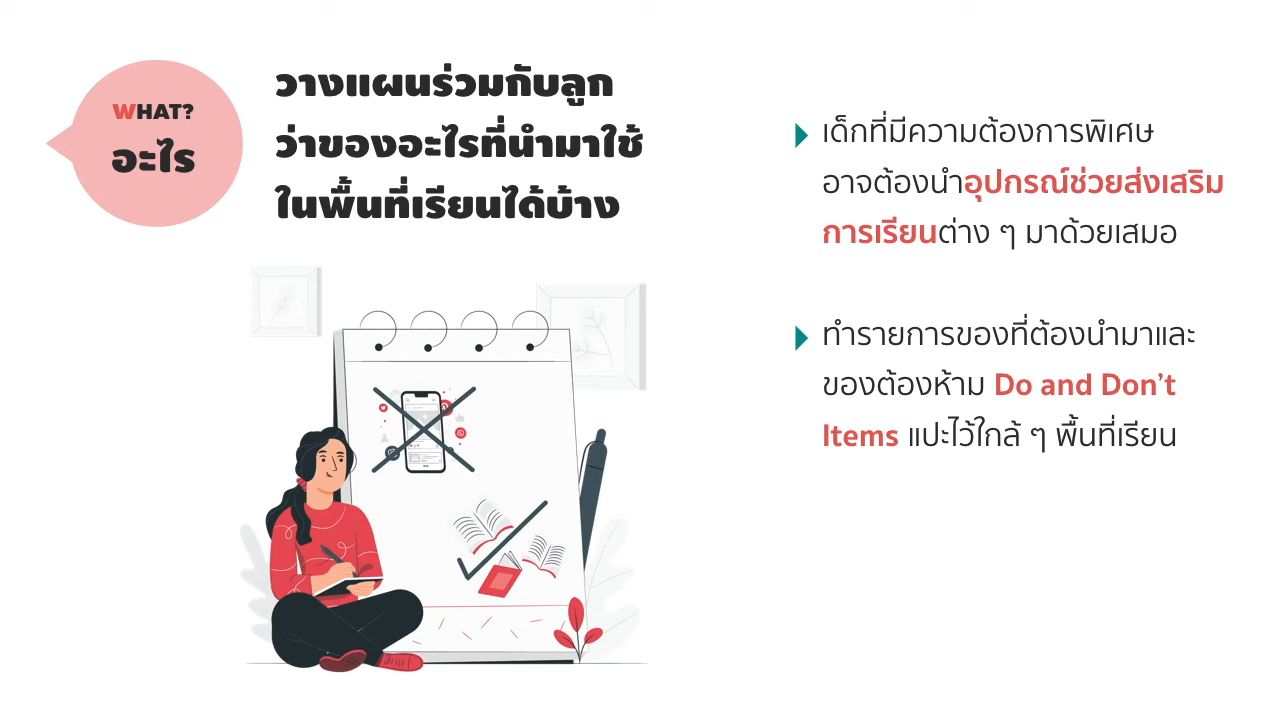 WHAT?
อะไร
วางแผนร่วมกับลูก
ว่าของอะไรที่นำมาใช้
ในพื้นที่เรียนได้บ้าง
เด็กที่มีความต้องการพิเศษ
อาจต้องนำอุปกรณ์ช่วยส่งเสริม
การเรียนต่าง ๆ มาด้วยเสมอ
ทำรายการของที่ต้องนำมาและ
ของต้องห้าม Do and Don’t
Items แปะไว้ใกล้ ๆ พื้นที่เรียน